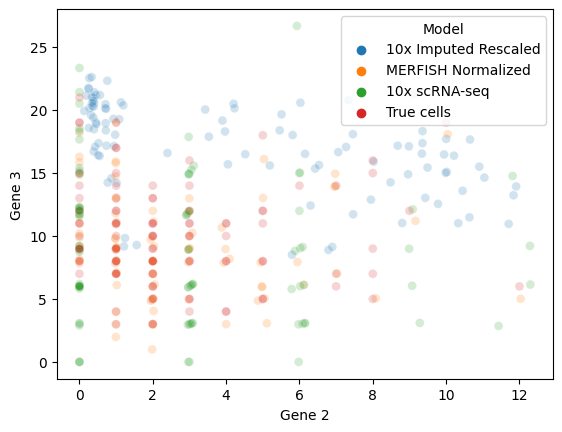 Model
10x Imputed Rescaled
MERFISH Normalized
10x scRNA-seq
True cells
25
20
15
10
5
0
Gene 3
0 2 4 6 8 10 12
Gene 2